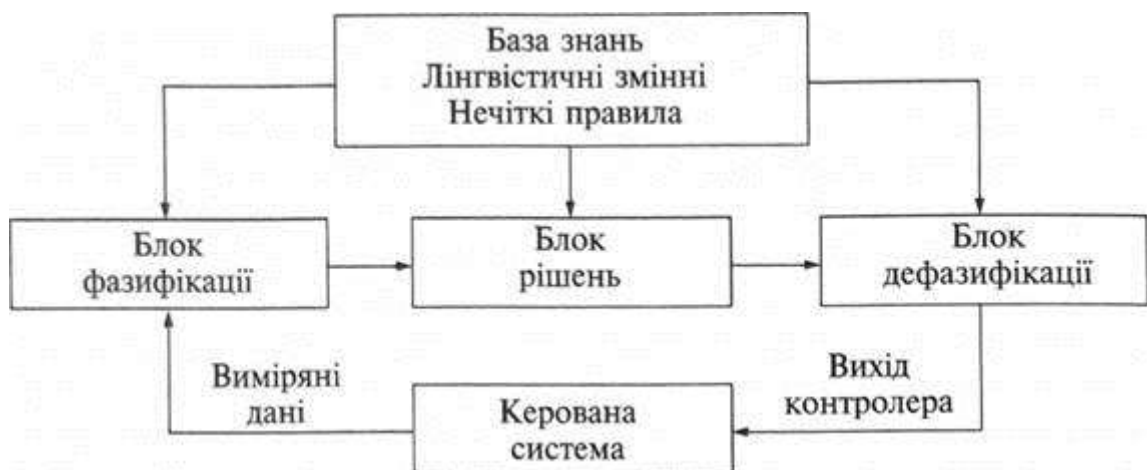 База знань
Лінгвістичні змінні
Нечіткі правила
Блок
фазифікації
Блок
рішень
Блок
дефазифікації
Виміряні
дані
Керована
система
Вихід
контролера